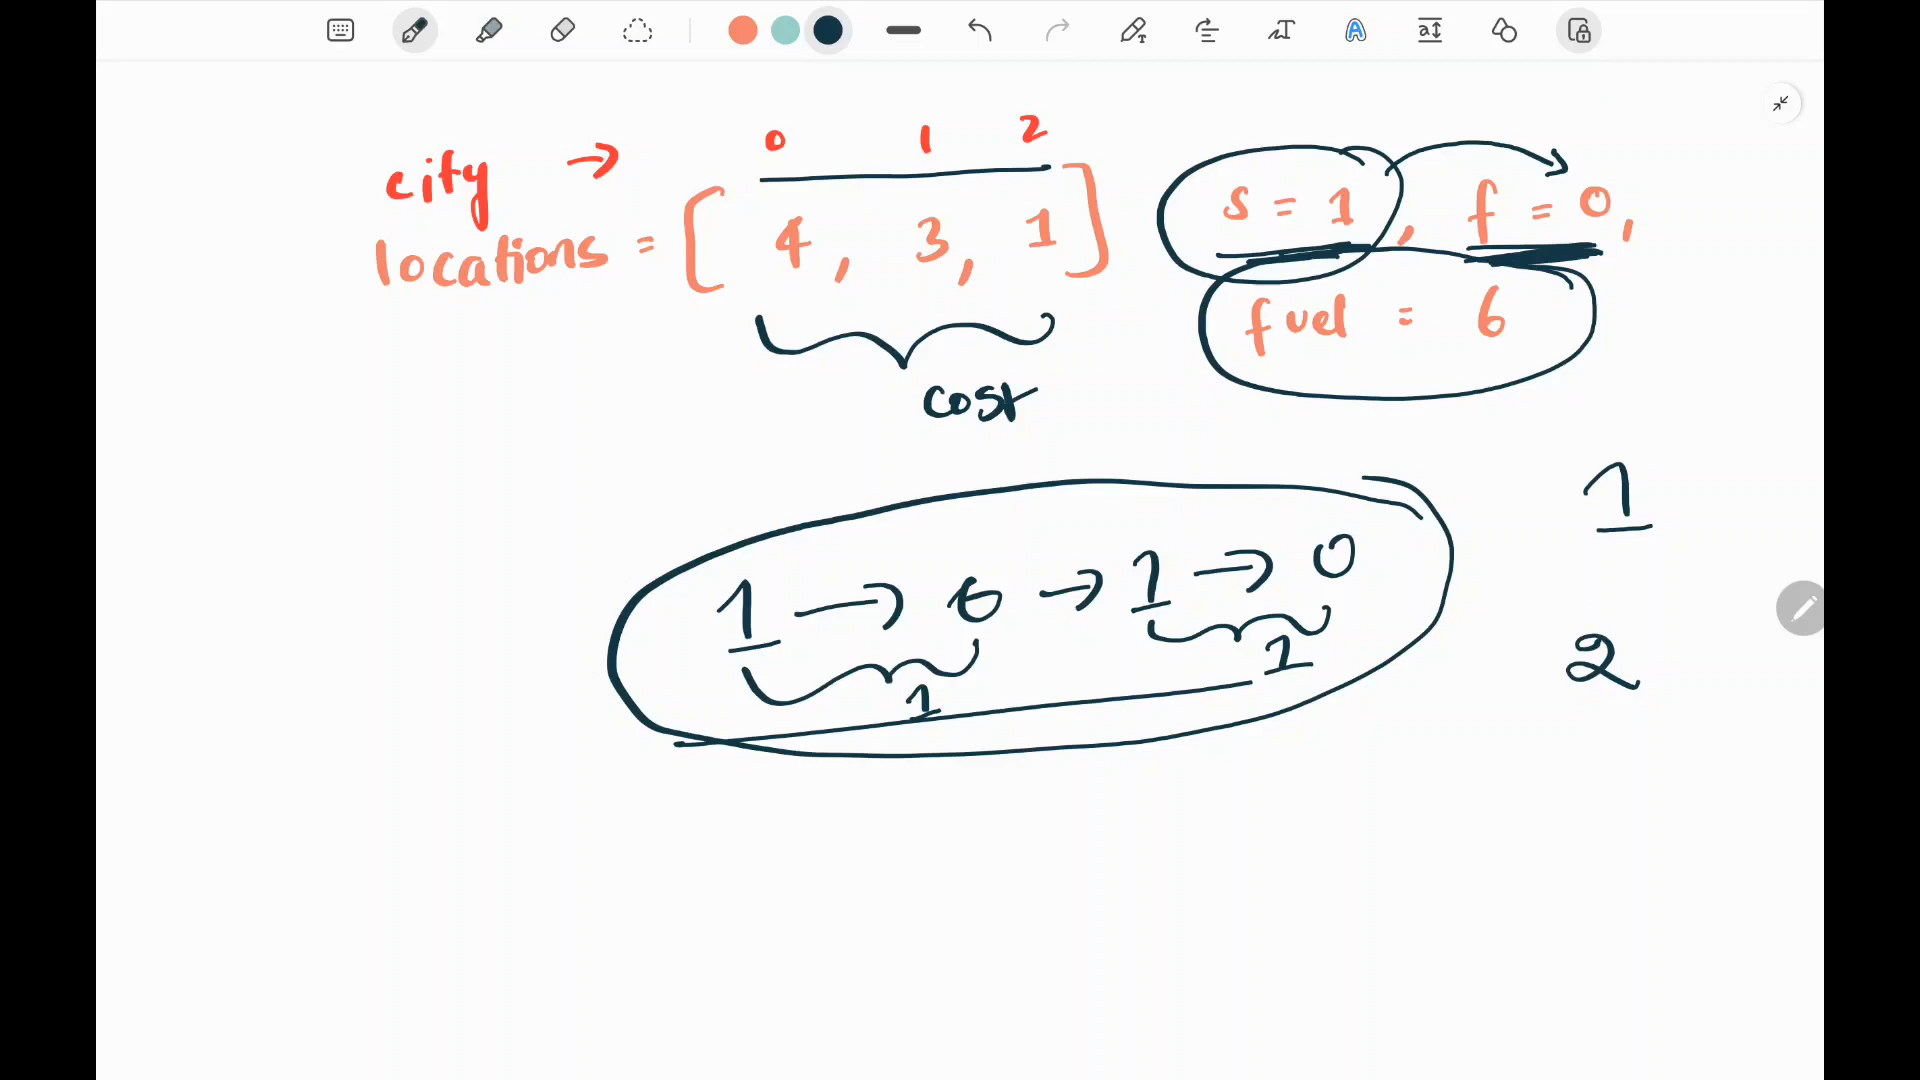 0 1 2
city →
locations = [4, 3, 1] s = 1, f = 0,
fuel = 6
cost
1
1 → 0 → 1 → 0
1
1
2